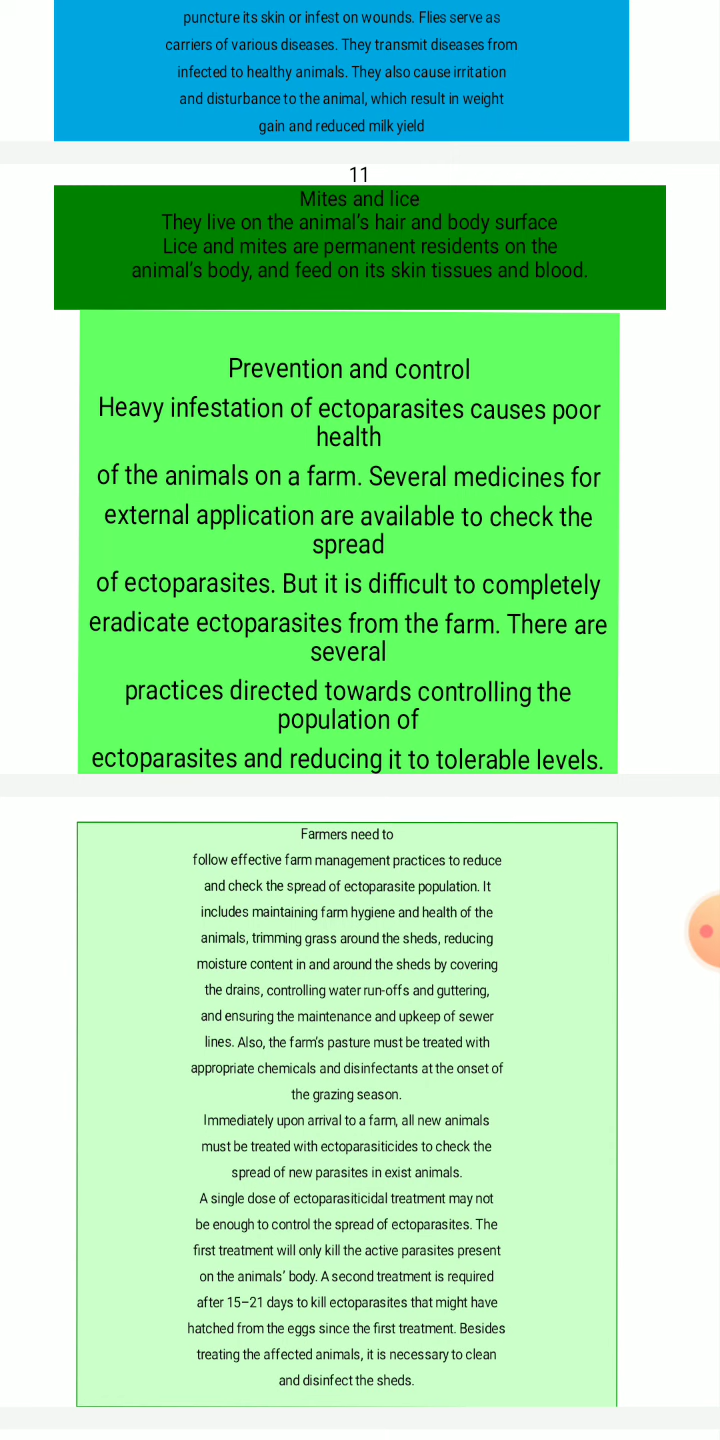 puncture its skin or infest on wounds. Flies serve as
carriers of various diseases. They transmit diseases from
infected to healthy animals. They also cause irritation
and disturbance to the animal, which result in weight
gain and reduced milk yield
11
Mites and lice
They live on the animal's hair and body surface
Lice and mites are permanent residents on the
animal's body, and feed on its skin tissues and blood.
Prevention and control
Heavy infestation of ectoparasites causes poor
health
of the animals on a farm. Several medicines for
external application are available to check the
spread
of ectoparasites. But it is difficult to completely
eradicate ectoparasites from the farm. There are
several
practices directed towards controlling the
population of
ectoparasites and reducing it to tolerable levels.
Farmers need to
follow effective farm management practices to reduce
and check the spread of ectoparasite population. It
includes maintaining farm hygiene and health of the
animals, trimming grass around the sheds, reducing
moisture content in and around the sheds by covering
the drains, controlling water run-offs and guttering,
and ensuring the maintenance and upkeep of sewer
lines. Also, the farm's pasture must be treated with
appropriate chemicals and disinfectants at the onset of
the grazing season.
Immediately upon arrival to a farm, all new animals
must be treated with ectoparasiticides to check the
spread of new parasites in exist animals.
A single dose of ectoparasiticidal treatment may not
be enough to control the spread of ectoparasites. The
first treatment will only kill the active parasites present
on the animals' body. A second treatment is required
after 15–21 days to kill ectoparasites that might have
hatched from the eggs since the first treatment. Besides
treating the affected animals, it is necessary to clean
and disinfect the sheds.